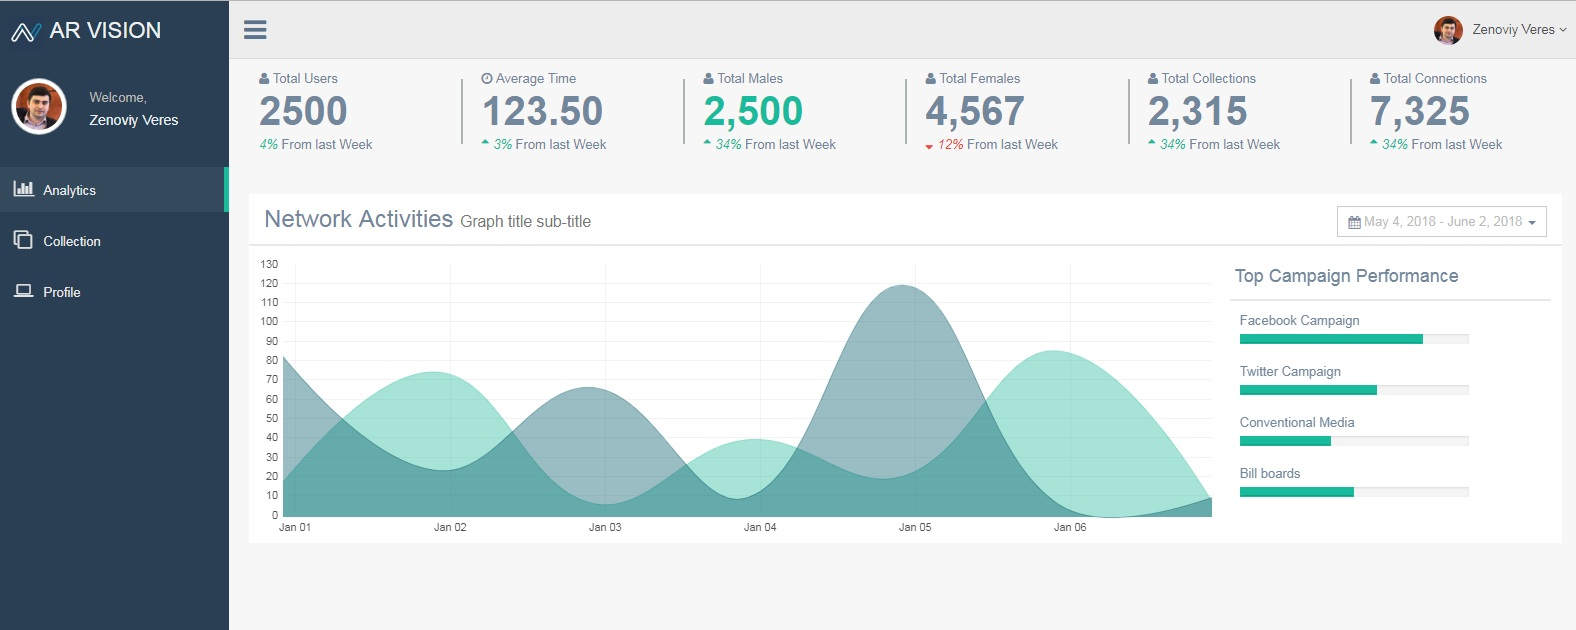 AR VISION
Zenoviy Veres
Welcome,
Zenoviy Veres
Analytics
Collection
Profile
Total Users
2500
4% From last Week
Average Time
123.50
3% From last Week
Total Males
2,500
34% From last Week
Total Females
4,567
12% From last Week
Total Collections
2,315
34% From last Week
Total Connections
7,325
34% From last Week
Network Activities Graph title sub-title
May 4, 2018 - June 2, 2018
130
120
110
100
90
80
70
60
50
40
30
20
10
0
Jan 01
Jan 02
Jan 03
Jan 04
Jan 05
Jan 06
Top Campaign Performance
Facebook Campaign
Twitter Campaign
Conventional Media
Bill boards